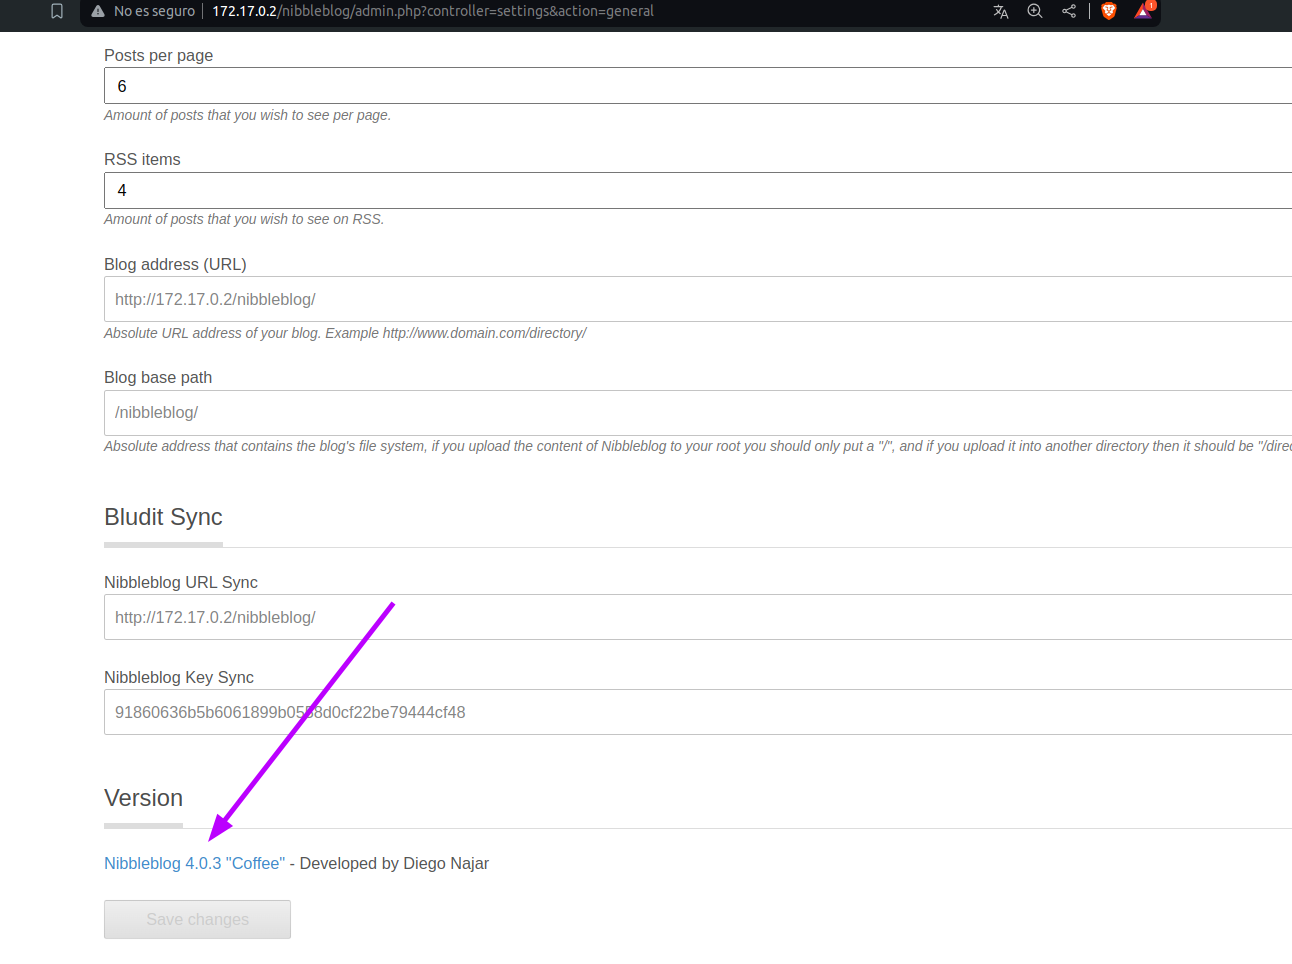 No es seguro 172.17.0.2/nibbleblog/admin.php?controller=settings&action=general
1
Posts per page
6
Amount of posts that you wish to see per page.
RSS items
4
Amount of posts that you wish to see on RSS.
Blog address (URL)
http://172.17.0.2/nibbleblog/
Absolute URL address of your blog. Example http://www.domain.com/directory/
Blog base path
/nibbleblog/
Absolute address that contains the blog's file system, if you upload the content of Nibbleblog to your root you should only put a "/", and if you upload it into another directory then it should be "/direc
Bludit Sync
Nibbleblog URL Sync
http://172.17.0.2/nibbleblog/
Nibbleblog Key Sync
91860636b5b6061899b0558d0cf22be79444cf48
Version
Nibbleblog 4.0.3 "Coffee" - Developed by Diego Najar
Save changes